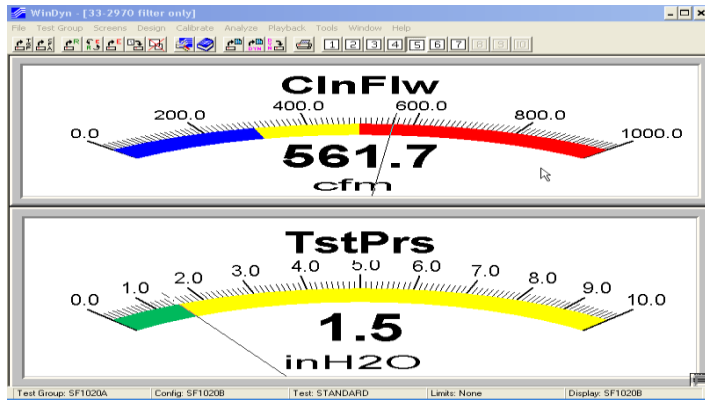 WinDyn - [33-2970 filter only]
File Test Group Screens Design Calibrate Analyze Playback Tools Window Help
1 2 3 4 5 6 7 8 9 10
ClnFlw
0.0 200.0 400.0 600.0 800.0 1000.0
561.7
cfm
TstPrs
0.0 1.0 2.0 3.0 4.0 5.0 6.0 7.0 8.0 9.0 10.0
1.5
inH2O
Test Group: SF1020A Config: SF1020B Test: STANDARD Limits: None Display: SF1020B